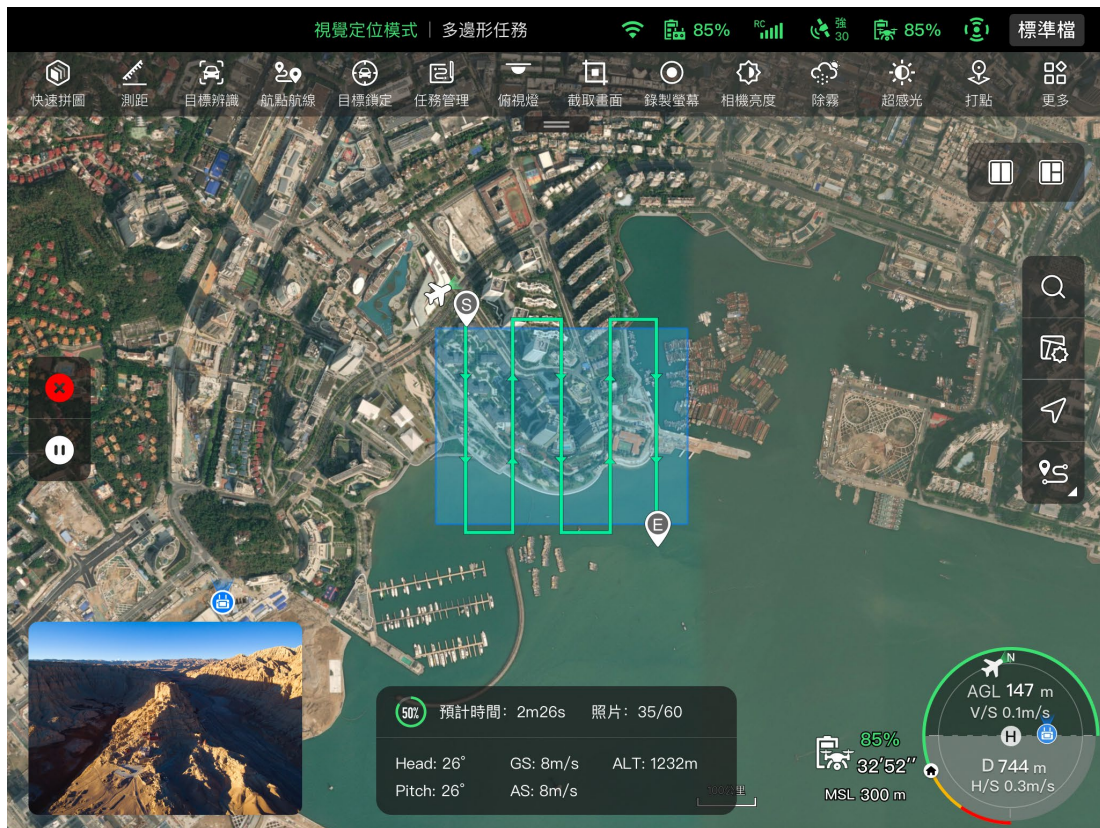 視覺定位模式 | 多邊形任務 85% RC 強 30 85% 標準檔
快速拼圖 測距 目標辨識 航點航線 目標鎖定 任務管理 俯視燈 截取畫面 錄製螢幕 相機亮度 除霧 超感光 打點 更多
S
E
50% 預計時間：2m26s 照片：35/60
Head: 26° GS: 8m/s ALT: 1232m
Pitch: 26° AS: 8m/s
100公里
85%
32'52''
MSL 300 m
N
AGL 147 m
V/S 0.1m/s
H
D 744 m
H/S 0.3m/s